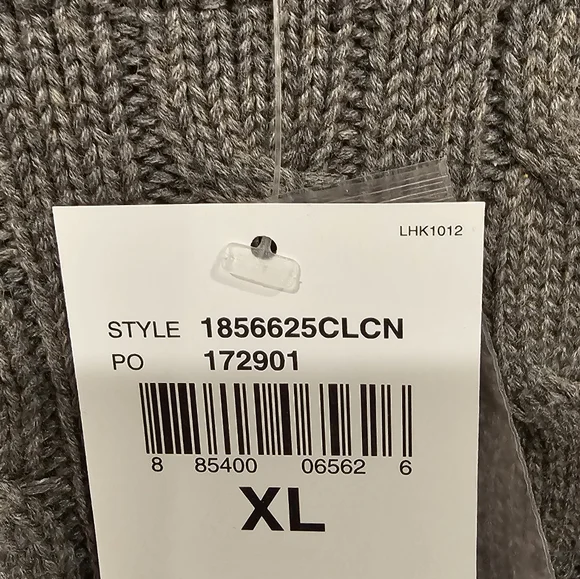 LHK1012
STYLE 1856625CLCN
PO 172901
8 85400 06562 6
XL